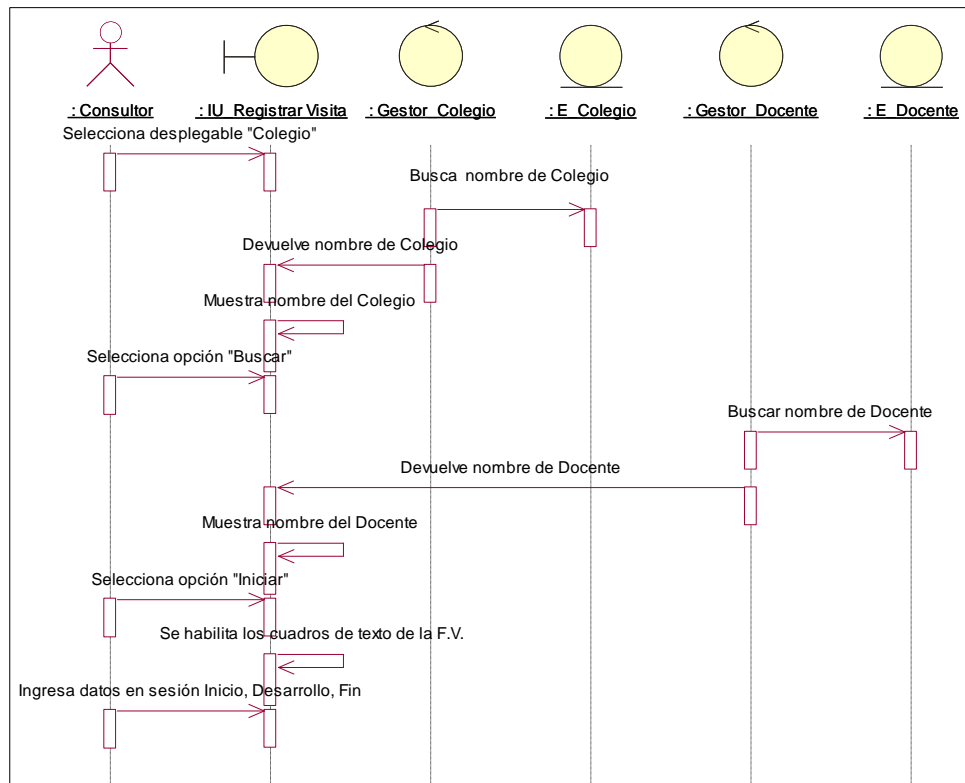 : Consultor
: IU_Registrar Visita
: Gestor_Colegio
: E_Colegio
: Gestor_Docente
: E_Docente
Selecciona desplegable "Colegio"
Busca nombre de Colegio
Devuelve nombre de Colegio
Muestra nombre del Colegio
Selecciona opción "Buscar"
Buscar nombre de Docente
Devuelve nombre de Docente
Muestra nombre del Docente
Selecciona opción "Iniciar"
Se habilita los cuadros de texto de la F.V.
Ingresa datos en sesión Inicio, Desarrollo, Fin